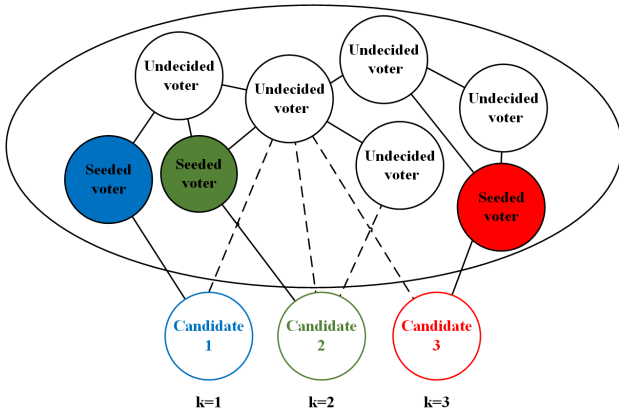 Undecided
voter
Undecided
voter
Undecided
voter
Undecided
voter
Undecided
voter
Seeded
voter
Seeded
voter
Seeded
voter
Candidate
1
Candidate
2
Candidate
3
k=1
k=2
k=3